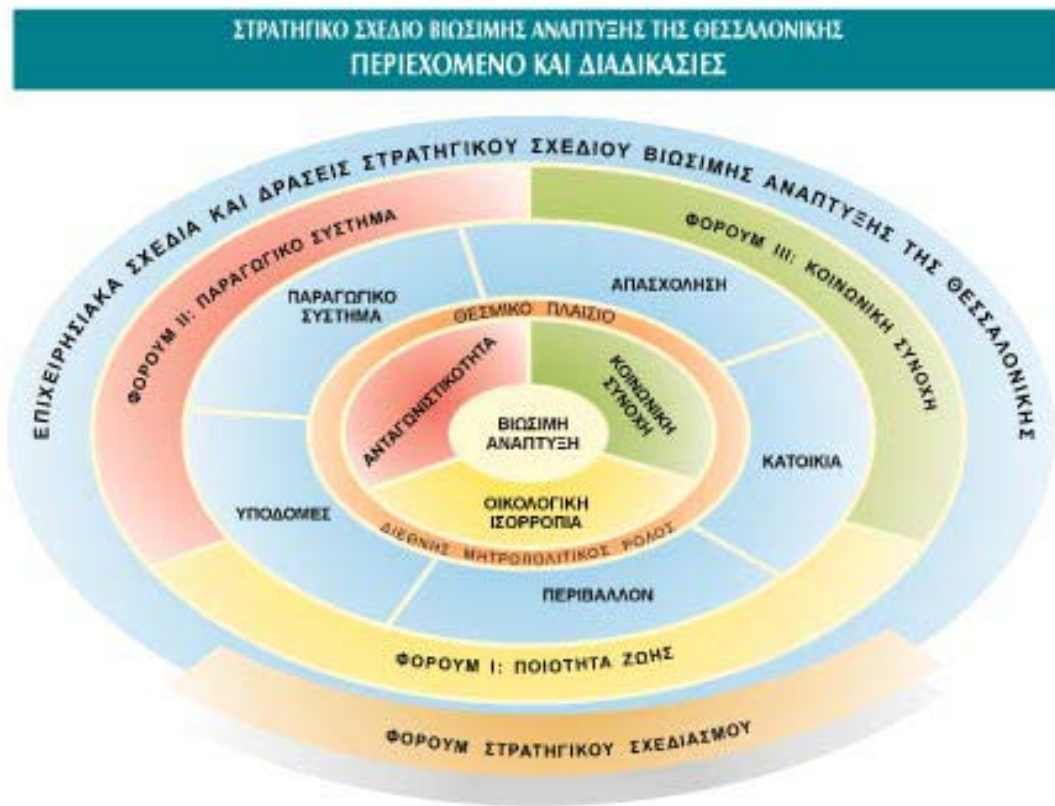 ΣΤΡΑΤΗΓΙΚΟ ΣΧΕΔΙΟ ΒΙΩΣΙΜΗΣ ΑΝΑΠΤΥΞΗΣ ΤΗΣ ΘΕΣΣΑΛΟΝΙΚΗΣ
ΠΕΡΙΕΧΟΜΕΝΟ ΚΑΙ ΔΙΑΔΙΚΑΣΙΕΣ
ΕΠΙΧΕΙΡΗΣΙΑΚΑ ΣΧΕΔΙΑ ΚΑΙ ΔΡΑΣΕΙΣ ΣΤΡΑΤΗΓΙΚΟΥ ΣΧΕΔΙΟΥ ΒΙΩΣΙΜΗΣ ΑΝΑΠΤΥΞΗΣ ΤΗΣ ΘΕΣΣΑΛΟΝΙΚΗΣ
ΦΟΡΟΥΜ ΙΙ: ΠΑΡΑΓΩΓΙΚΟ ΣΥΣΤΗΜΑ
ΦΟΡΟΥΜ ΙΙΙ: ΚΟΙΝΩΝΙΚΗ ΣΥΝΟΧΗ
ΠΑΡΑΓΩΓΙΚΟ
ΣΥΣΤΗΜΑ
ΑΠΑΣΧΟΛΗΣΗ
ΘΕΣΜΙΚΟ ΠΛΑΙΣΙΟ
ΑΝΤΑΓΩΝΙΣΤΙΚΟΤΗΤΑ
ΚΟΙΝΩΝΙΚΗ
ΣΥΝΟΧΗ
ΒΙΩΣΙΜΗ
ΑΝΑΠΤΥΞΗ
ΚΑΤΟΙΚΙΑ
ΥΠΟΔΟΜΕΣ
ΟΙΚΟΛΟΓΙΚΗ
ΙΣΟΡΡΟΠΙΑ
ΔΙΕΘΝΗΣ ΜΗΤΡΟΠΟΛΙΤΙΚΟΣ ΡΟΛΟΣ
ΠΕΡΙΒΑΛΛΟΝ
ΦΟΡΟΥΜ Ι: ΠΟΙΟΤΗΤΑ ΖΩΗΣ
ΦΟΡΟΥΜ ΣΤΡΑΤΗΓΙΚΟΥ ΣΧΕΔΙΑΣΜΟΥ